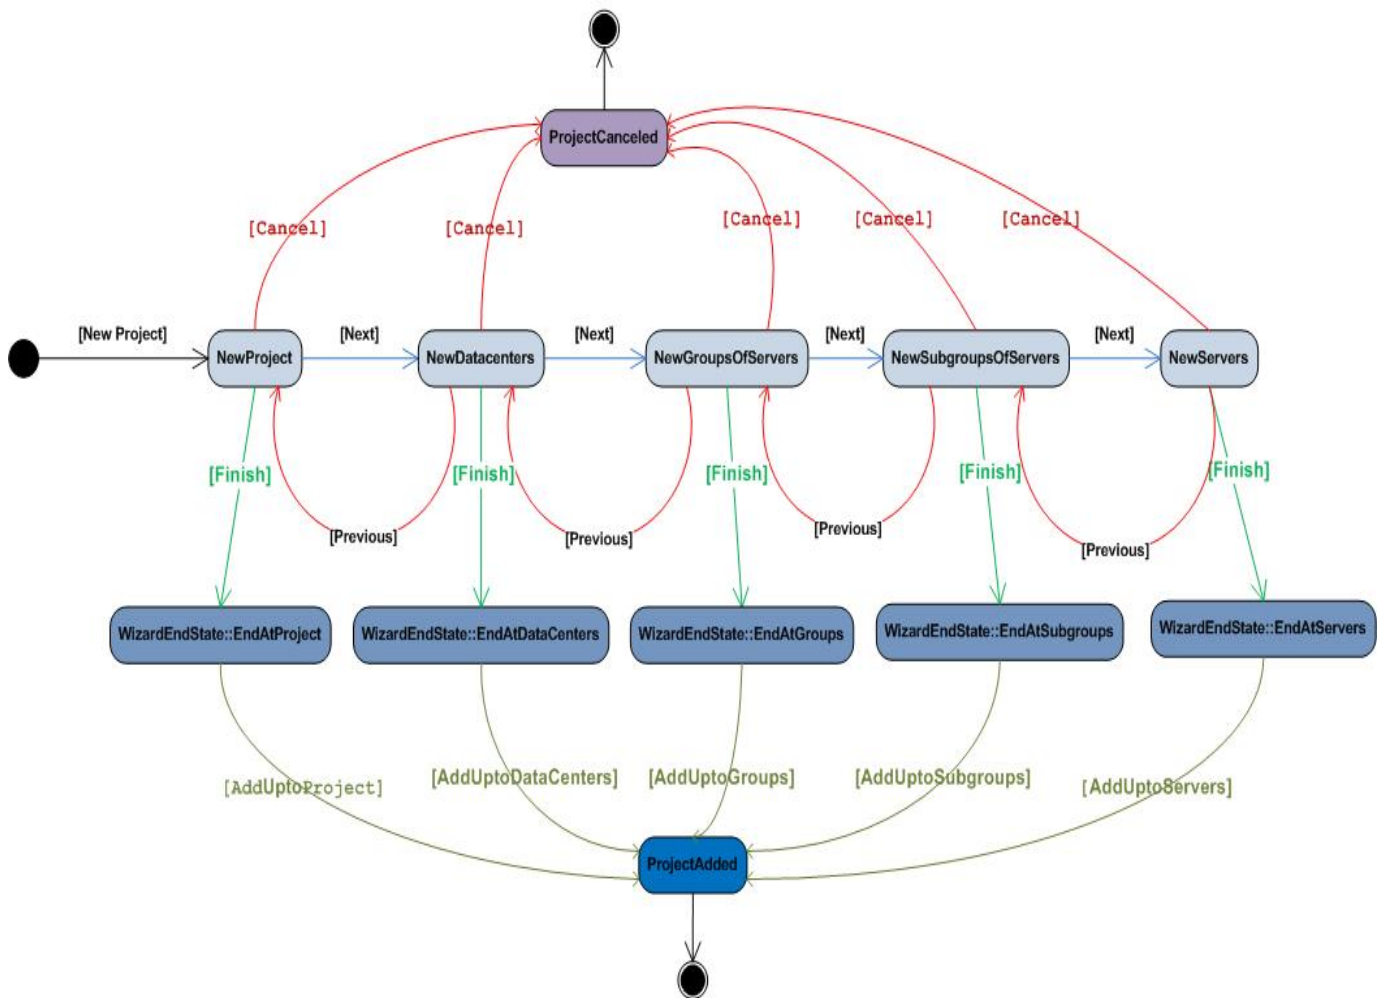 ProjectCanceled
[Cancel]
[Cancel]
[Cancel]
[Cancel]
[Cancel]
[New Project]
[Next]
[Next]
[Next]
[Next]
NewProject
NewDatacenters
NewGroupsOfServers
NewSubgroupsOfServers
NewServers
[Finish]
[Finish]
[Finish]
[Finish]
[Finish]
[Previous]
[Previous]
[Previous]
[Previous]
WizardEndState::EndAtProject
WizardEndState::EndAtDataCenters
WizardEndState::EndAtGroups
WizardEndState::EndAtSubgroups
WizardEndState::EndAtServers
[AddUptoProject]
[AddUptoDataCenters]
[AddUptoGroups]
[AddUptoSubgroups]
[AddUptoServers]
ProjectAdded